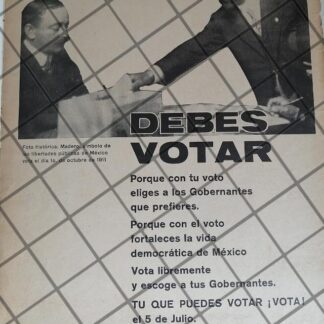 Foto histórica: Madero, símbolo de
las libertades públicas de México
vota el día 1o. de octubre de 1911
DEBES
VOTAR
Porque con tu voto
eliges a los Gobernantes
que prefieres.
Porque con el voto
fortaleces la vida
democrática de México
Vota libremente
y escoge a tus Gobernantes.
TU QUE PUEDES VOTAR ¡VOTA!
el 5 de Julio.